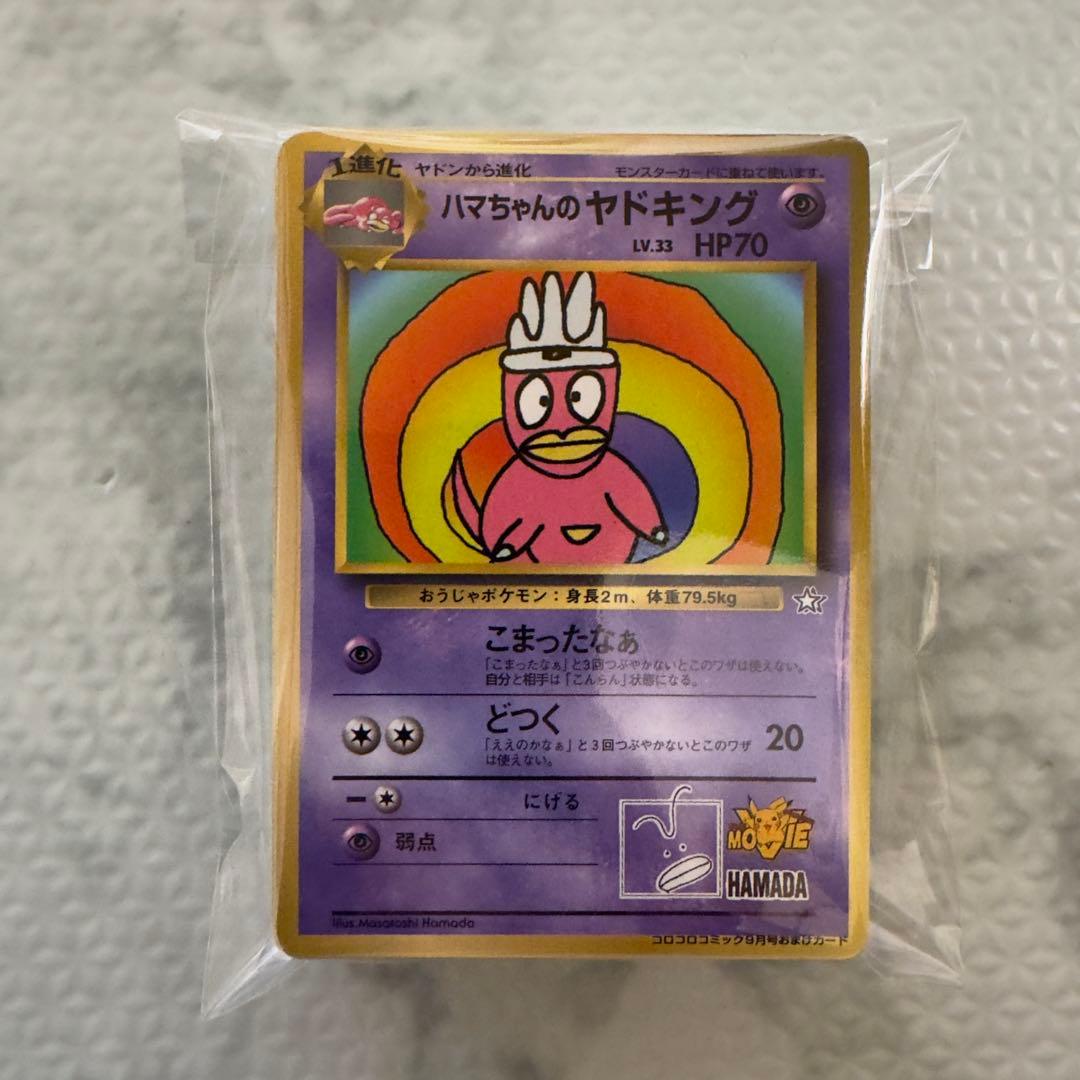 1進化 ヤドンから進化 モンスターカードに重ねて使います。
ハマちゃんのヤドキング
LV.33 HP70
おうじゃポケモン：身長2m、体重79.5kg
こまったなぁ
「こまったなぁ」と3回つぶやかないとこのワザは使えない。
自分と相手は「こんらん」状態になる。
どつく 20
「ええのかなぁ」と3回つぶやかないとこのワザ
は使えない。
にげる
弱点
MOVIE
HAMADA
Illus.Masatoshi Hamada
コロコロコミック9月号おまけカード